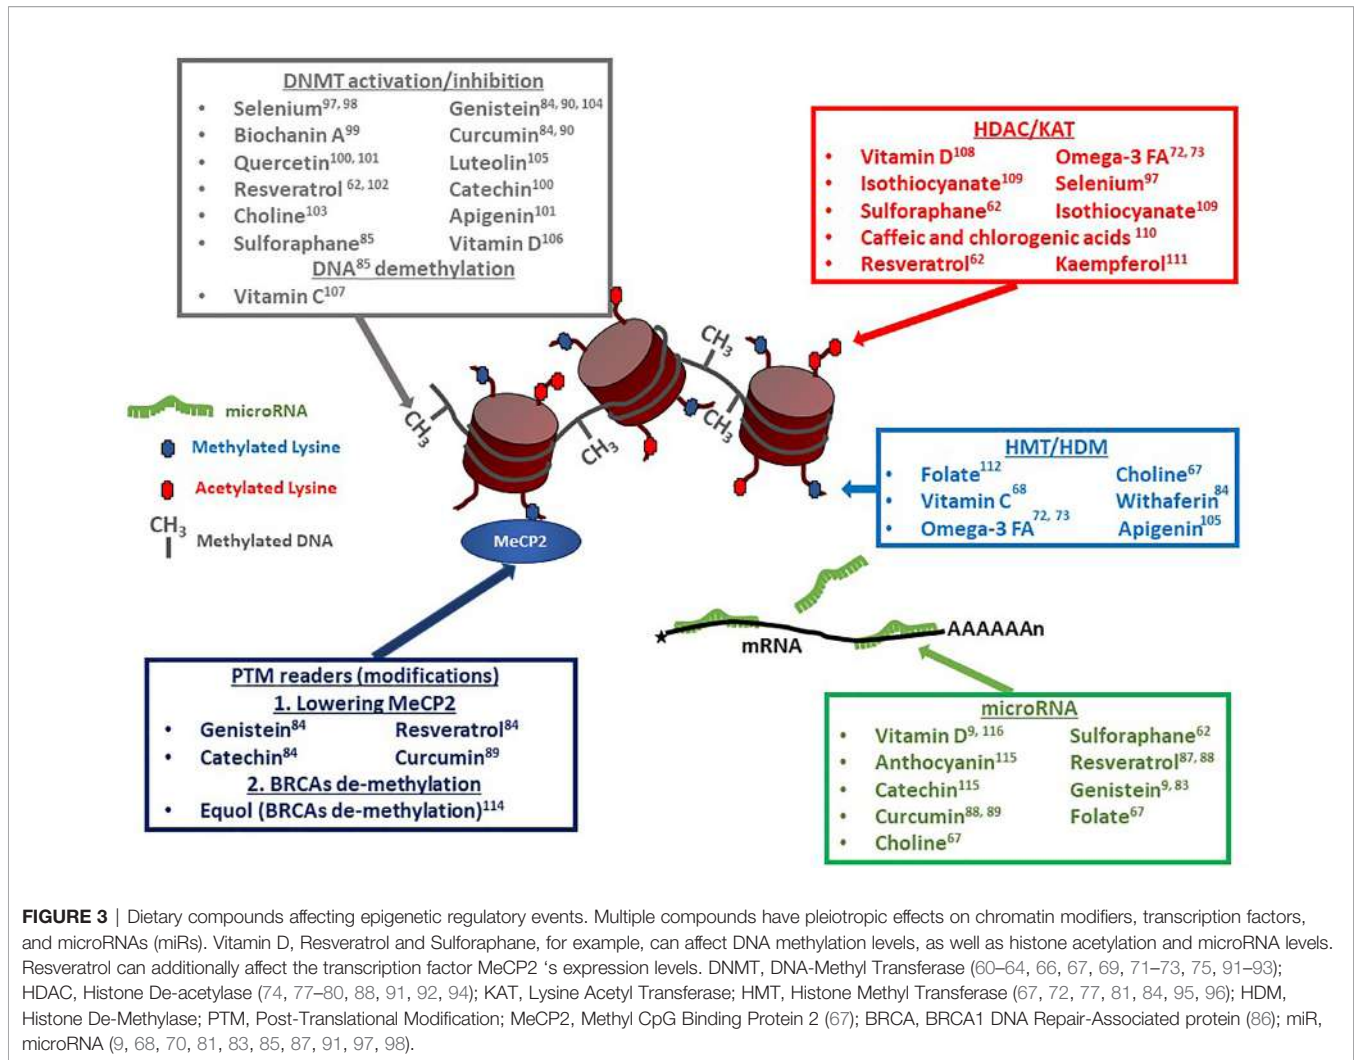 DNMT activation/inhibition
• Selenium97, 98 Genistein84, 90, 104
• Biochanin A99 Curcumin84, 90
• Quercetin100, 101 Luteolin105
• Resveratrol 62, 102 Catechin100
• Choline103 Apigenin101
• Sulforaphane85 Vitamin D106
DNA85 demethylation
• Vitamin C107
HDAC/KAT
• Vitamin D108 Omega-3 FA72, 73
• Isothiocyanate109 Selenium97
• Sulforaphane62 Isothiocyanate109
• Caffeic and chlorogenic acids 110
• Resveratrol62 Kaempferol111
CH3
CH3
CH3
CH3
microRNA
Methylated Lysine
Acetylated Lysine
CH3
Methylated DNA
MeCP2
HMT/HDM
• Folate112 Choline67
• Vitamin C68 Withaferin84
• Omega-3 FA72, 73 Apigenin105
mRNA
AAAAAAn
PTM readers (modifications)
1. Lowering MeCP2
• Genistein84 Resveratrol84
• Catechin84 Curcumin89
2. BRCAs de-methylation
• Equol (BRCAs de-methylation)114
microRNA
• Vitamin D9, 116 Sulforaphane62
• Anthocyanin115 Resveratrol87, 88
• Catechin115 Genistein9, 83
• Curcumin88, 89 Folate67
• Choline67
FIGURE 3 | Dietary compounds affecting epigenetic regulatory events. Multiple compounds have pleiotropic effects on chromatin modifiers, transcription factors,
and microRNAs (miRs). Vitamin D, Resveratrol and Sulforaphane, for example, can affect DNA methylation levels, as well as histone acetylation and microRNA levels.
Resveratrol can additionally affect the transcription factor MeCP2 ‘s expression levels. DNMT, DNA-Methyl Transferase (60–64, 66, 67, 69, 71–73, 75, 91–93);
HDAC, Histone De-acetylase (74, 77–80, 88, 91, 92, 94); KAT, Lysine Acetyl Transferase; HMT, Histone Methyl Transferase (67, 72, 77, 81, 84, 95, 96); HDM,
Histone De-Methylase; PTM, Post-Translational Modification; MeCP2, Methyl CpG Binding Protein 2 (67); BRCA, BRCA1 DNA Repair-Associated protein (86); miR,
microRNA (9, 68, 70, 81, 83, 85, 87, 91, 97, 98).